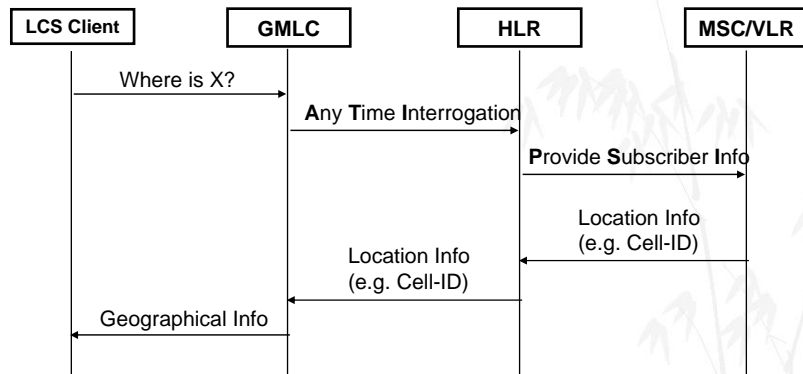 LCS Client
GMLC
HLR
MSC/VLR
Where is X?
Any Time Interrogation
Provide Subscriber Info
Location Info
(e.g. Cell-ID)
Location Info
(e.g. Cell-ID)
Geographical Info